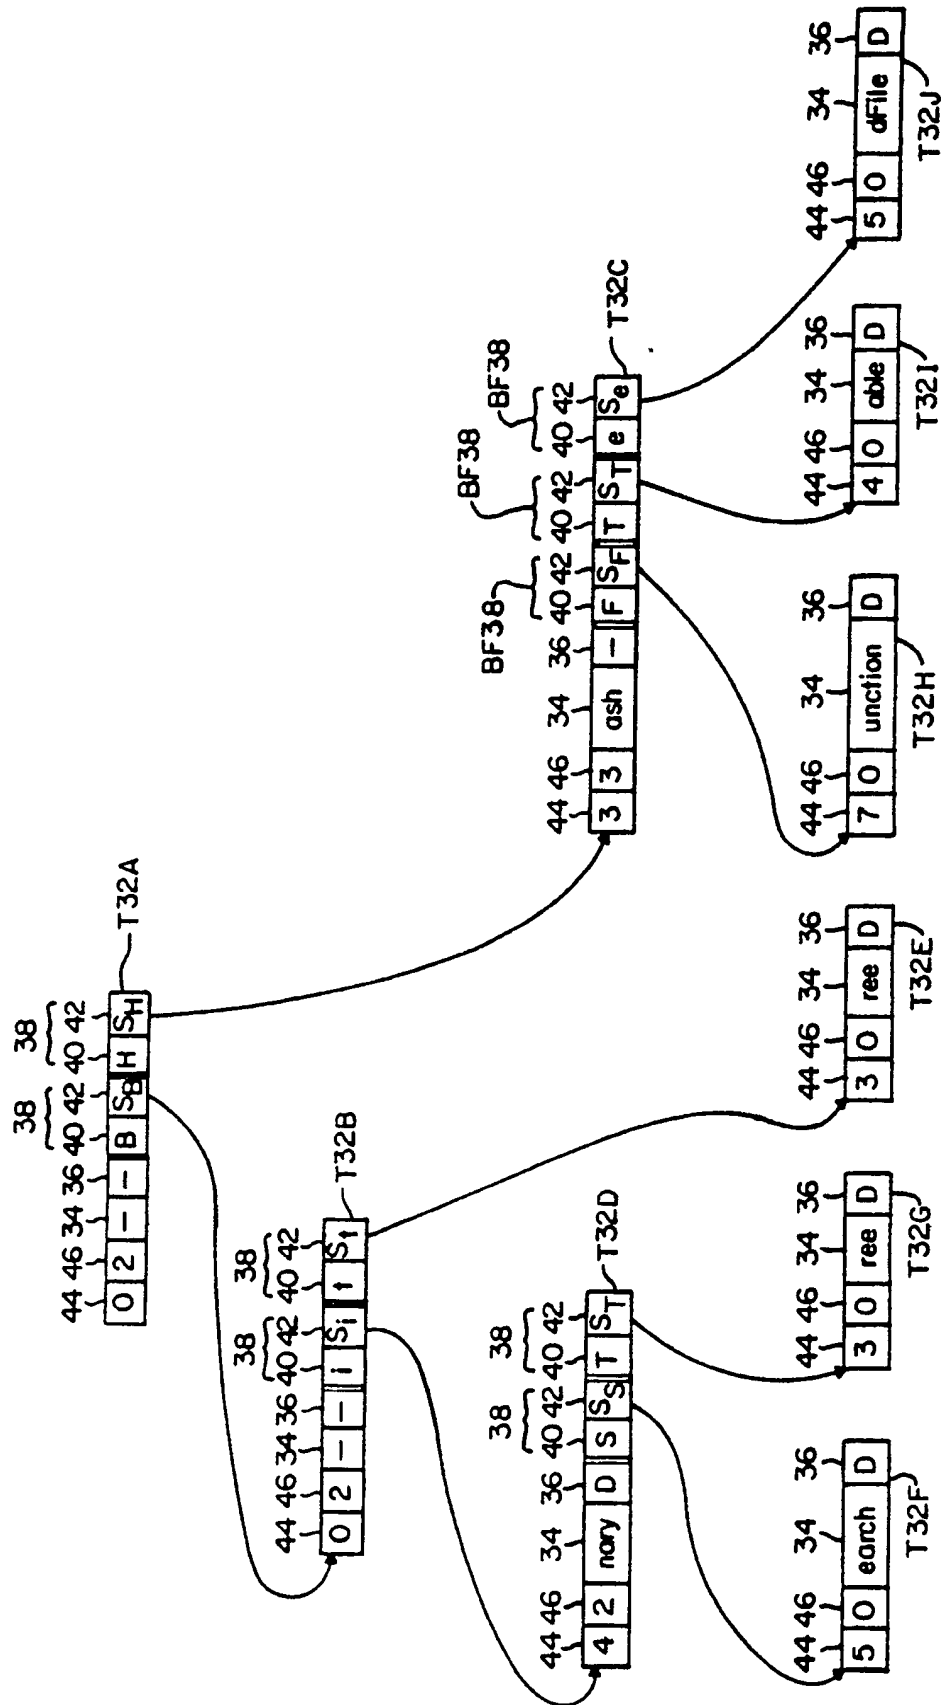 38 38
44 46 34 36 40 42 40 42 T32A
0 2 – – B SB H SH
38 38
44 46 34 36 40 42 40 42 T32B
0 2 – – i Si t St
BF38 BF38 BF38
38 38
44 46 34 36 40 42 40 42 T32D
44 46 34 36 40 42 40 42 40 42 T32C
4 2 nary D S SS T ST
3 3 ash – F SF T ST e Se
44 46 34 36 44 46 34 36 44 46 34 36 44 46 34 36 44 46 34 36 44 46 34 36
5 0 earch D 3 0 ree D 3 0 ree D 7 0 unction D 4 0 able D 5 0 dFile D
T32F T32G T32E T32H T32I T32J